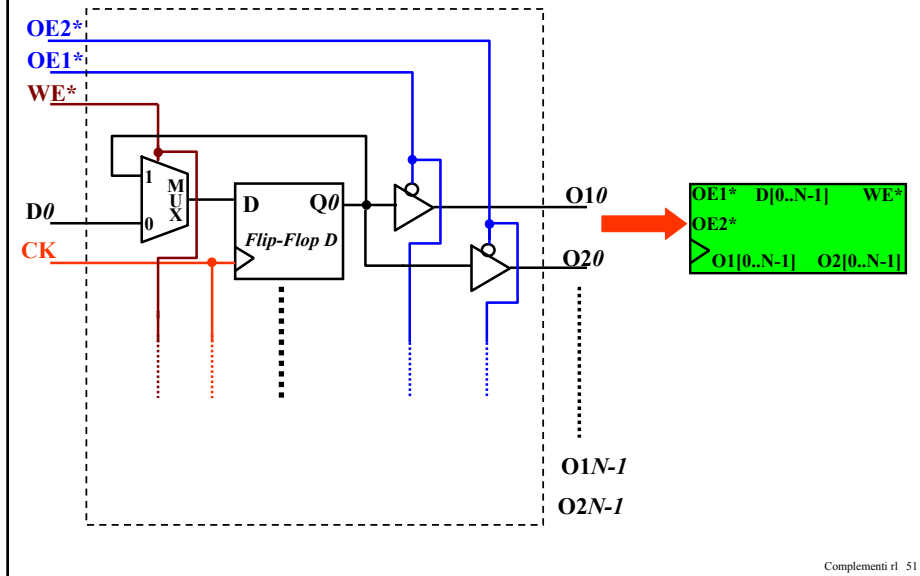 OE2*
OE1*
WE*
1
MUX
D Q0
OE1* D[0..N-1] WE*
D0
0
O10
OE2*
Flip-Flop D
CK
O20
O1[0..N-1] O2[0..N-1]
O1N-1
O2N-1
Complementi rl 51